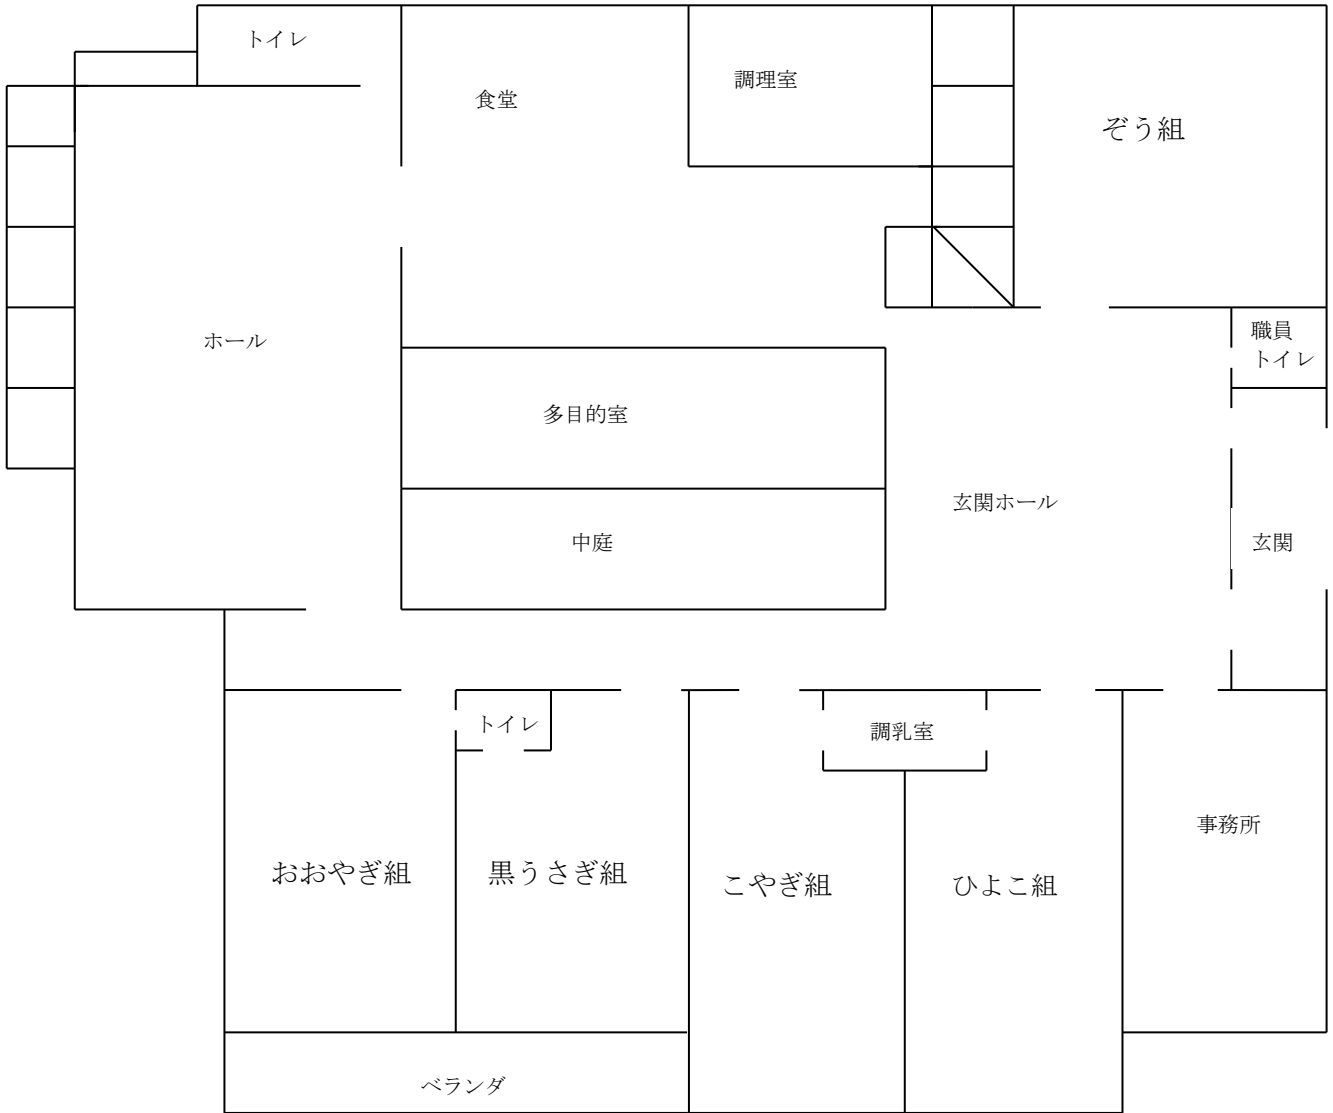 トイレ
食堂
調理室
ぞう組
ホール
職員
トイレ
多目的室
玄関ホール
中庭
玄関
トイレ
調乳室
事務所
おおやぎ組
黒うさぎ組
こやぎ組
ひよこ組
ベランダ